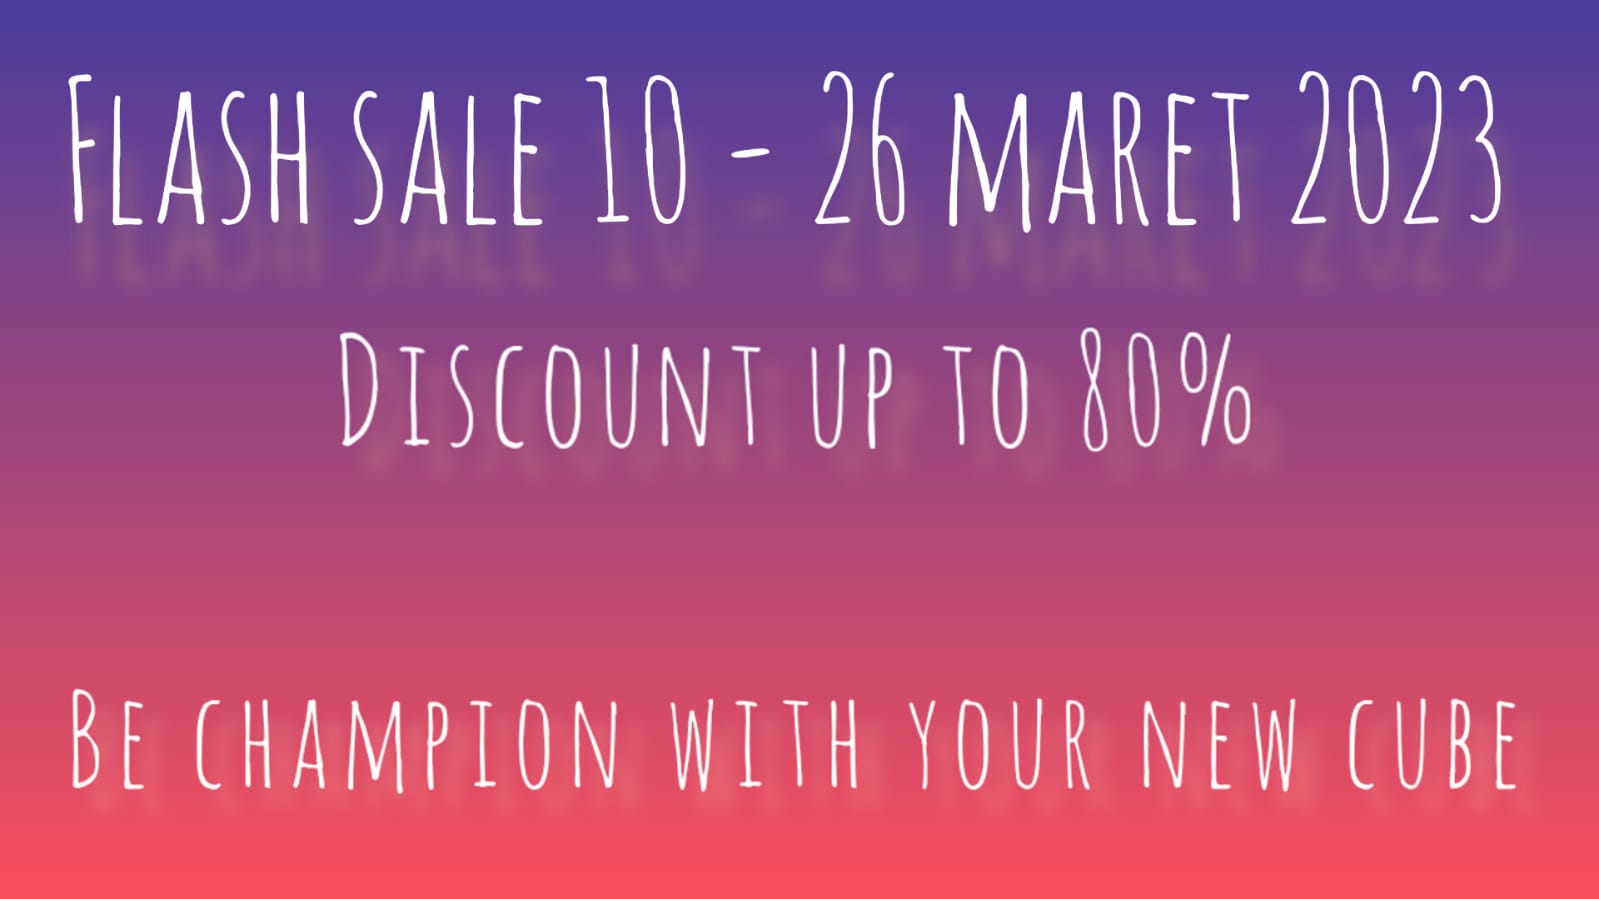 Flash sale 10 - 26 maret 2023
Discount up to 80%
Be champion with your new cube